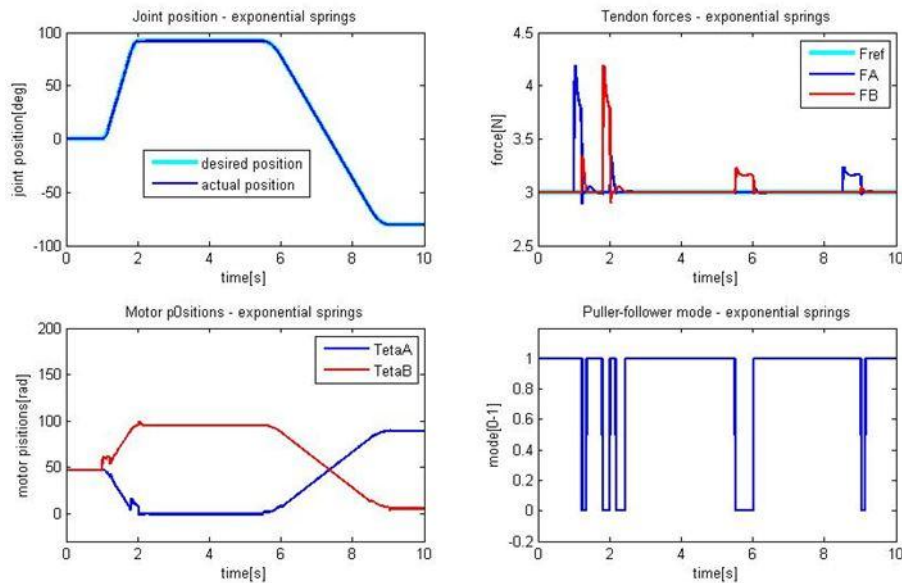 Joint position - exponential springs
100
50
0
-50
-100
joint position[deg]
desired position
actual position
0 2 4 6 8 10
time[s]
Tendon forces - exponential springs
4.5
4
3.5
3
2.5
force[N]
Fref
FA
FB
0 2 4 6 8 10
time[s]
Motor p0sitions - exponential springs
200
150
100
50
0
motor pisitions[rad]
TetaA
TetaB
0 2 4 6 8 10
time[s]
Puller-follower mode - exponential springs
1
0.8
0.6
0.4
0.2
0
-0.2
mode[0-1]
0 2 4 6 8 10
time[s]